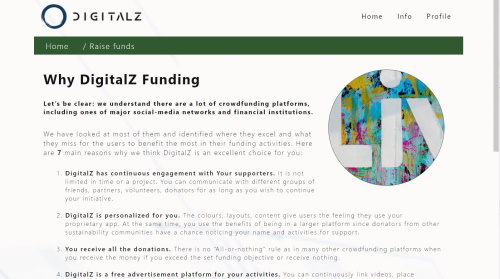 DIGITALZ
Home Info Profile
Home / Raise funds
Why DigitalZ Funding
Let's be clear: we understand there are a lot of crowdfunding platforms,
including ones of major social-media networks and financial institutions.
We have looked at most of them and identified where they excel and what
they miss for the users to benefit the most in their funding activities. Here
are 7 main reasons why we think DigitalZ is an excellent choice for you:
1. DigitalZ has continuous engagement with Your supporters. It is not
limited in time or a project. You can communicate with different groups of
friends, partners, volunteers, donators for as long as you wish to continue
your initiative.
2. DigitalZ is personalized for you. The colours, layouts, content give users the feeling they use your
proprietary app. At the same time, you use the benefits of being in a larger platform since donators from other
sustainability communities have a chance noticing your name and activities for support.
3. You receive all the donations. There is no "All-or-nothing" rule as in many other crowdfunding platforms when
you receive the money if you exceed the set funding objective or receive nothing.
4. DigitalZ is a free advertisement platform for your activities. You can continuously link videos, place